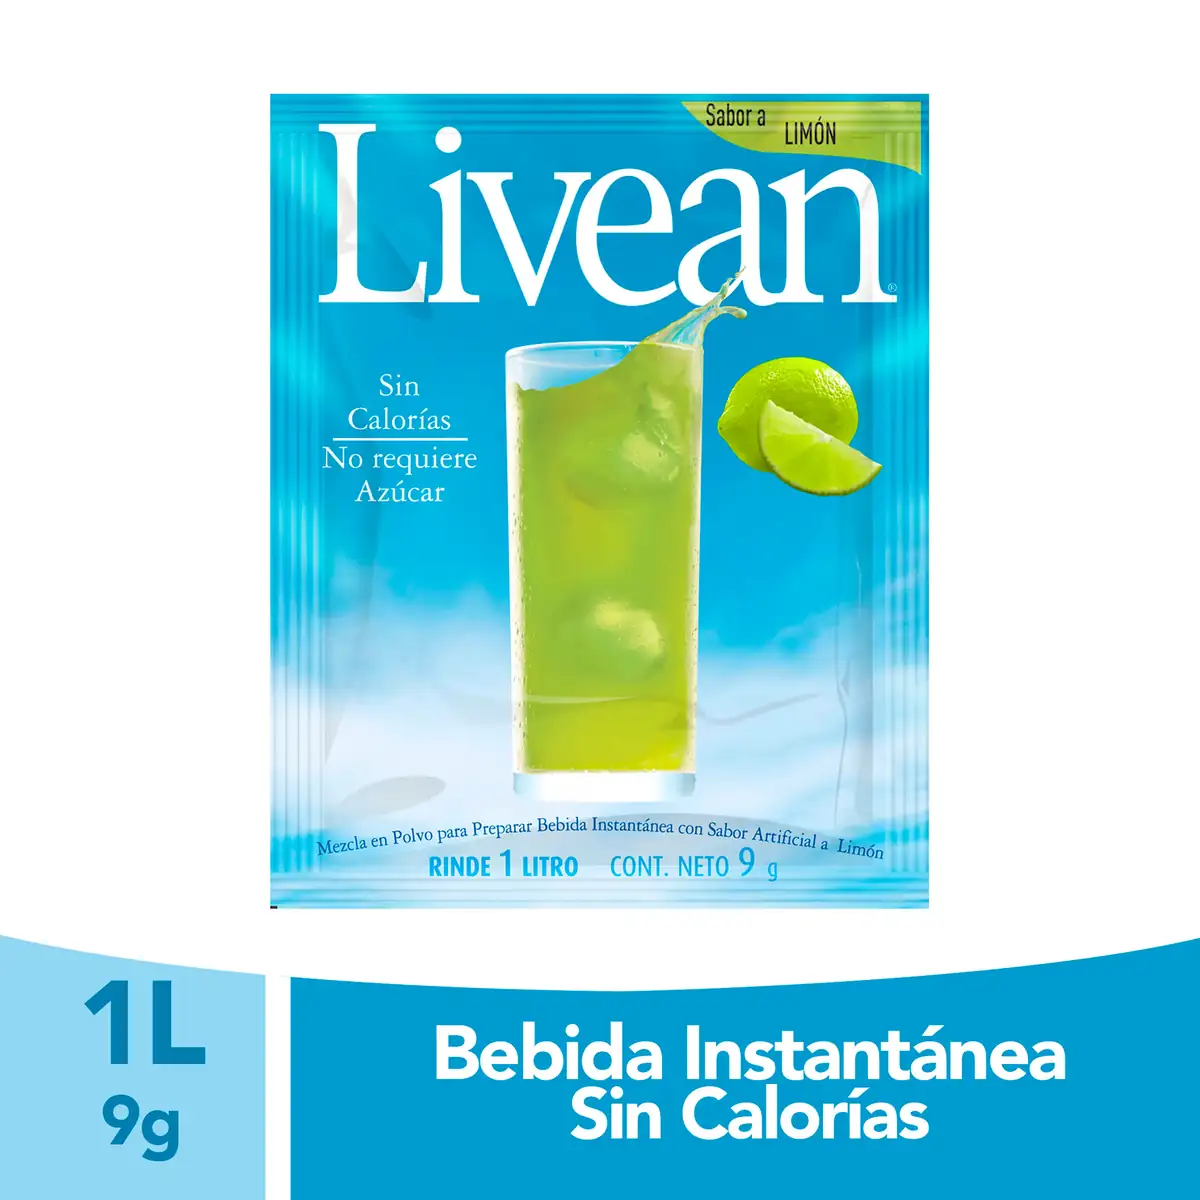 Sabor a
LIMÓN
Livean
®
Sin
Calorías
No requiere
Azúcar
Mezcla en Polvo para Preparar Bebida Instantánea con Sabor Artificial a Limón
RINDE 1 LITRO CONT. NETO 9 g
1L
9g
Bebida Instantánea
Sin Calorías